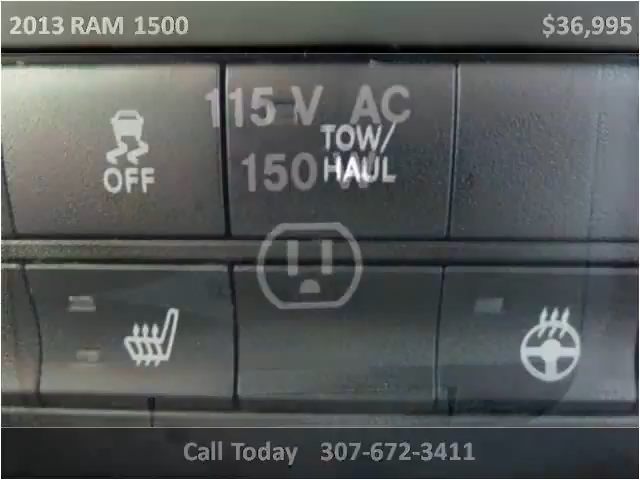 2013 RAM 1500 $36,995
115 V AC
TOW/
150 W HAUL
OFF
Call Today 307-672-3411